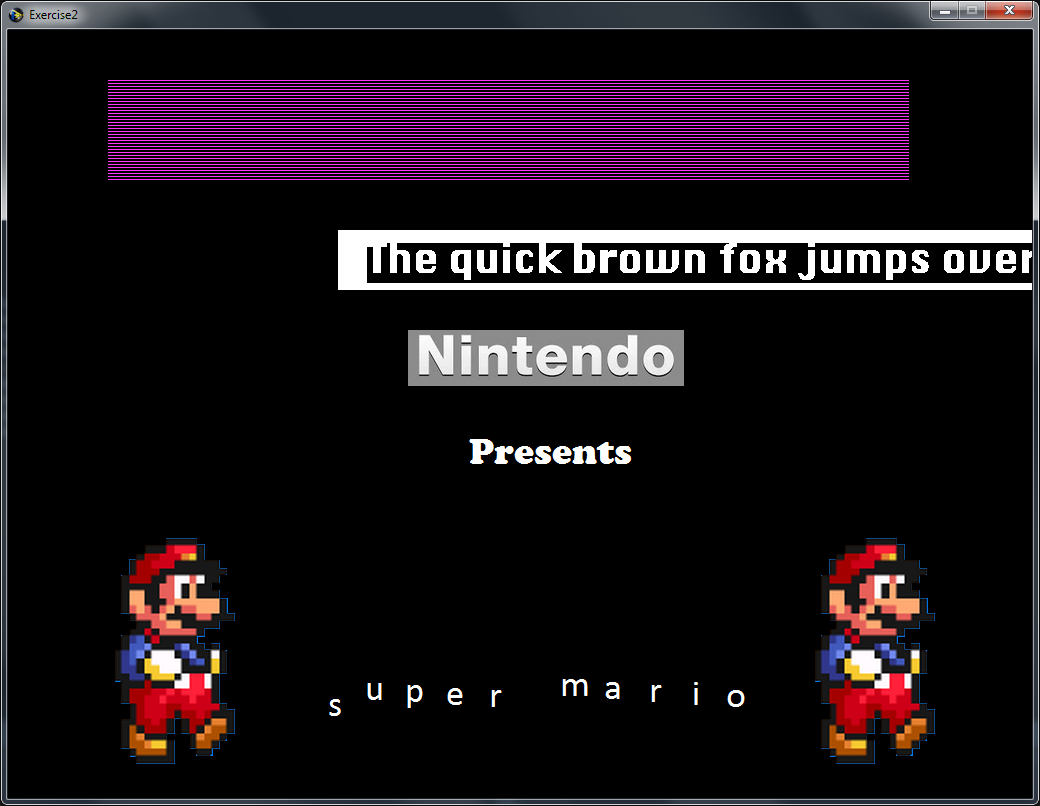 Exercise2
The quick brown fox jumps over
Nintendo
Presents
super mario